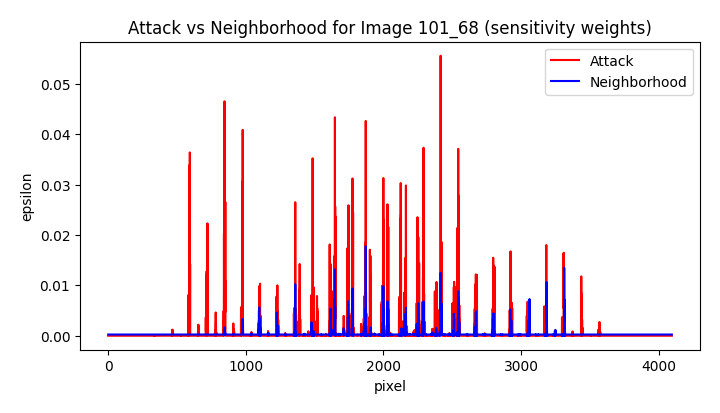 Attack vs Neighborhood for Image 101_68 (sensitivity weights)
Attack
Neighborhood
0.05
0.04
0.03
0.02
0.01
0.00
epsilon
0 1000 2000 3000 4000
pixel